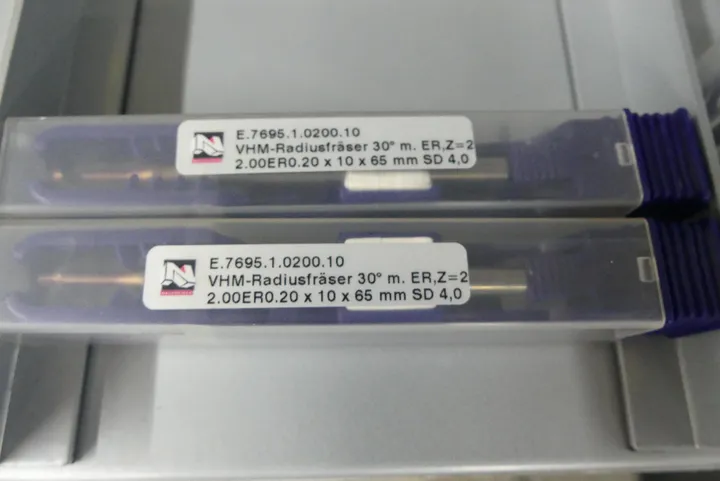 E.7695.1.0200.10
VHM-Radiusfräser 30° m. ER,Z=2
2.00ER0.20 x 10 x 65 mm SD 4,0
E.7695.1.0200.10
VHM-Radiusfräser 30° m. ER,Z=2
2.00ER0.20 x 10 x 65 mm SD 4,0